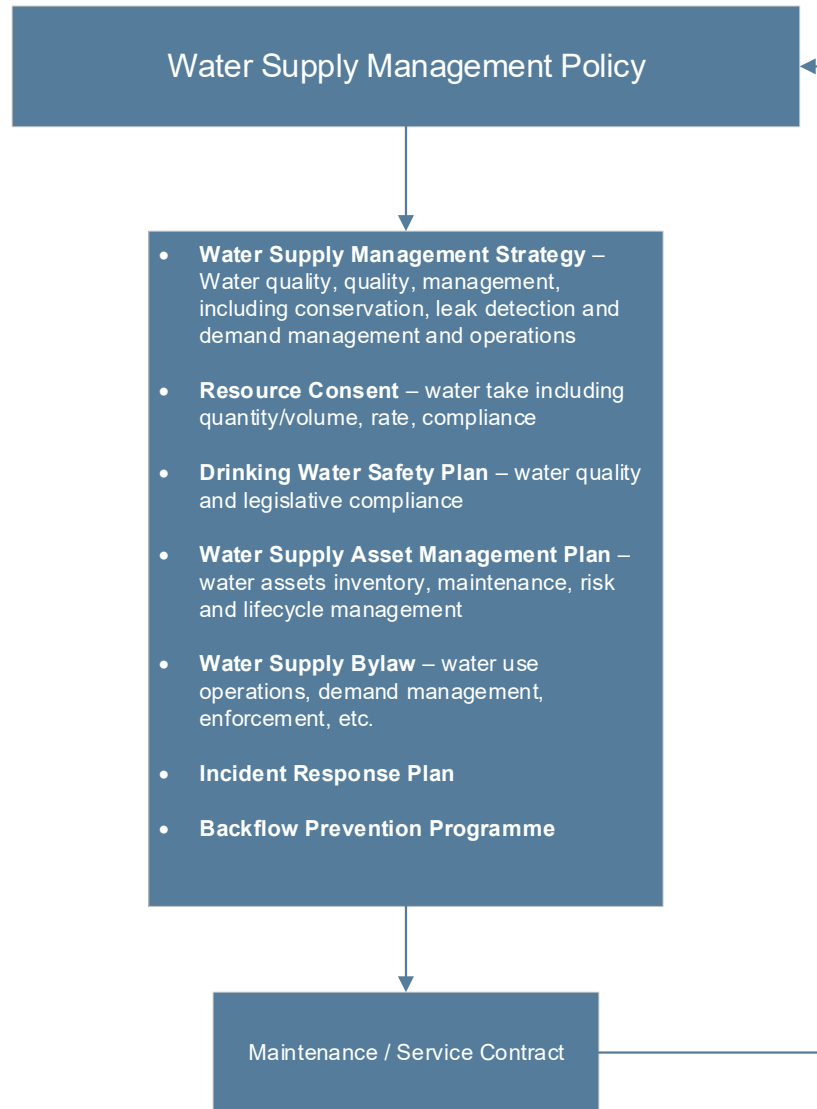 Water Supply Management Policy
• Water Supply Management Strategy –
Water quality, quality, management,
including conservation, leak detection and
demand management and operations
• Resource Consent – water take including
quantity/volume, rate, compliance
• Drinking Water Safety Plan – water quality
and legislative compliance
• Water Supply Asset Management Plan –
water assets inventory, maintenance, risk
and lifecycle management
• Water Supply Bylaw – water use
operations, demand management,
enforcement, etc.
• Incident Response Plan
• Backflow Prevention Programme
Maintenance / Service Contract